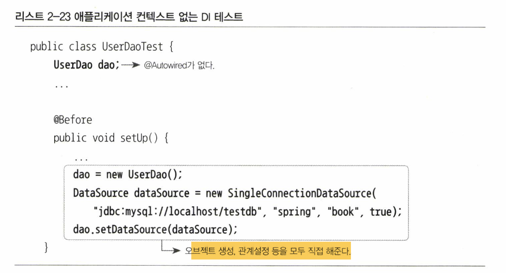 리스트 2-23 애플리케이션 컨텍스트 없는 DI 테스트
public class UserDaoTest {
UserDao dao; @Autowired가 없다.
...
@Before
public void setUp() {
...
dao = new UserDao();
DataSource dataSource = new SingleConnectionDataSource(
"jdbc:mysql://localhost/testdb", "spring", "book", true);
dao.setDataSource(dataSource);
오브젝트 생성, 관계설정 등을 모두 직접 해준다.
}